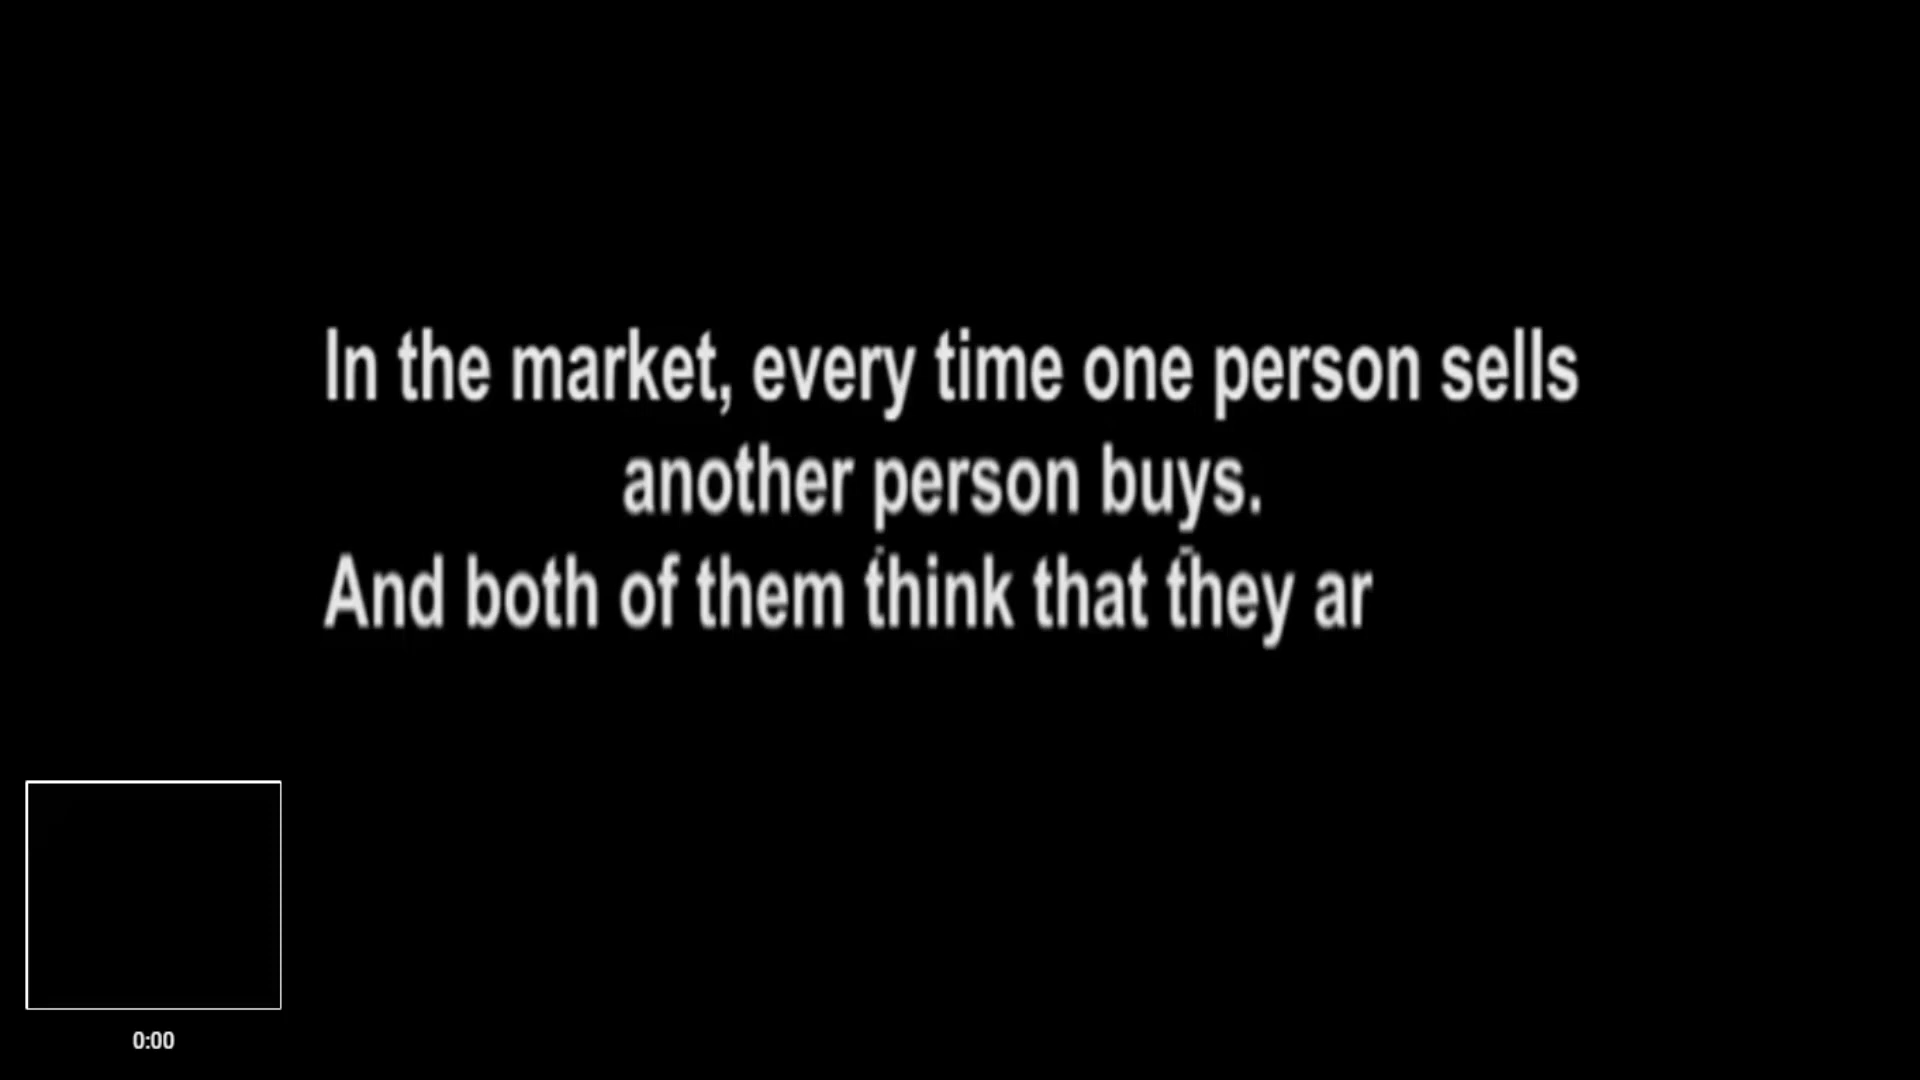 In the market, every time one person sells
another person buys.
And both of them think that they ar
0:00